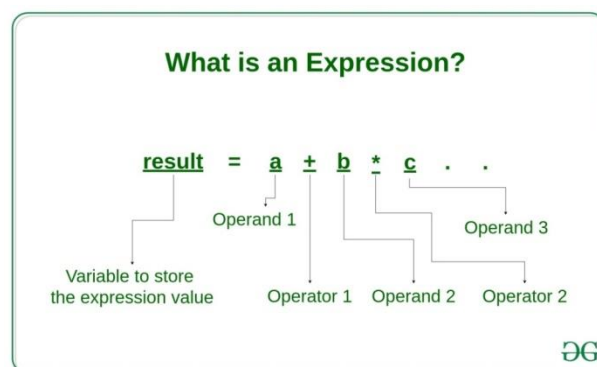 What is an Expression?
result = a + b * c . .
Operand 1
Operand 3
Variable to store
the expression value
Operator 1
Operand 2
Operator 2